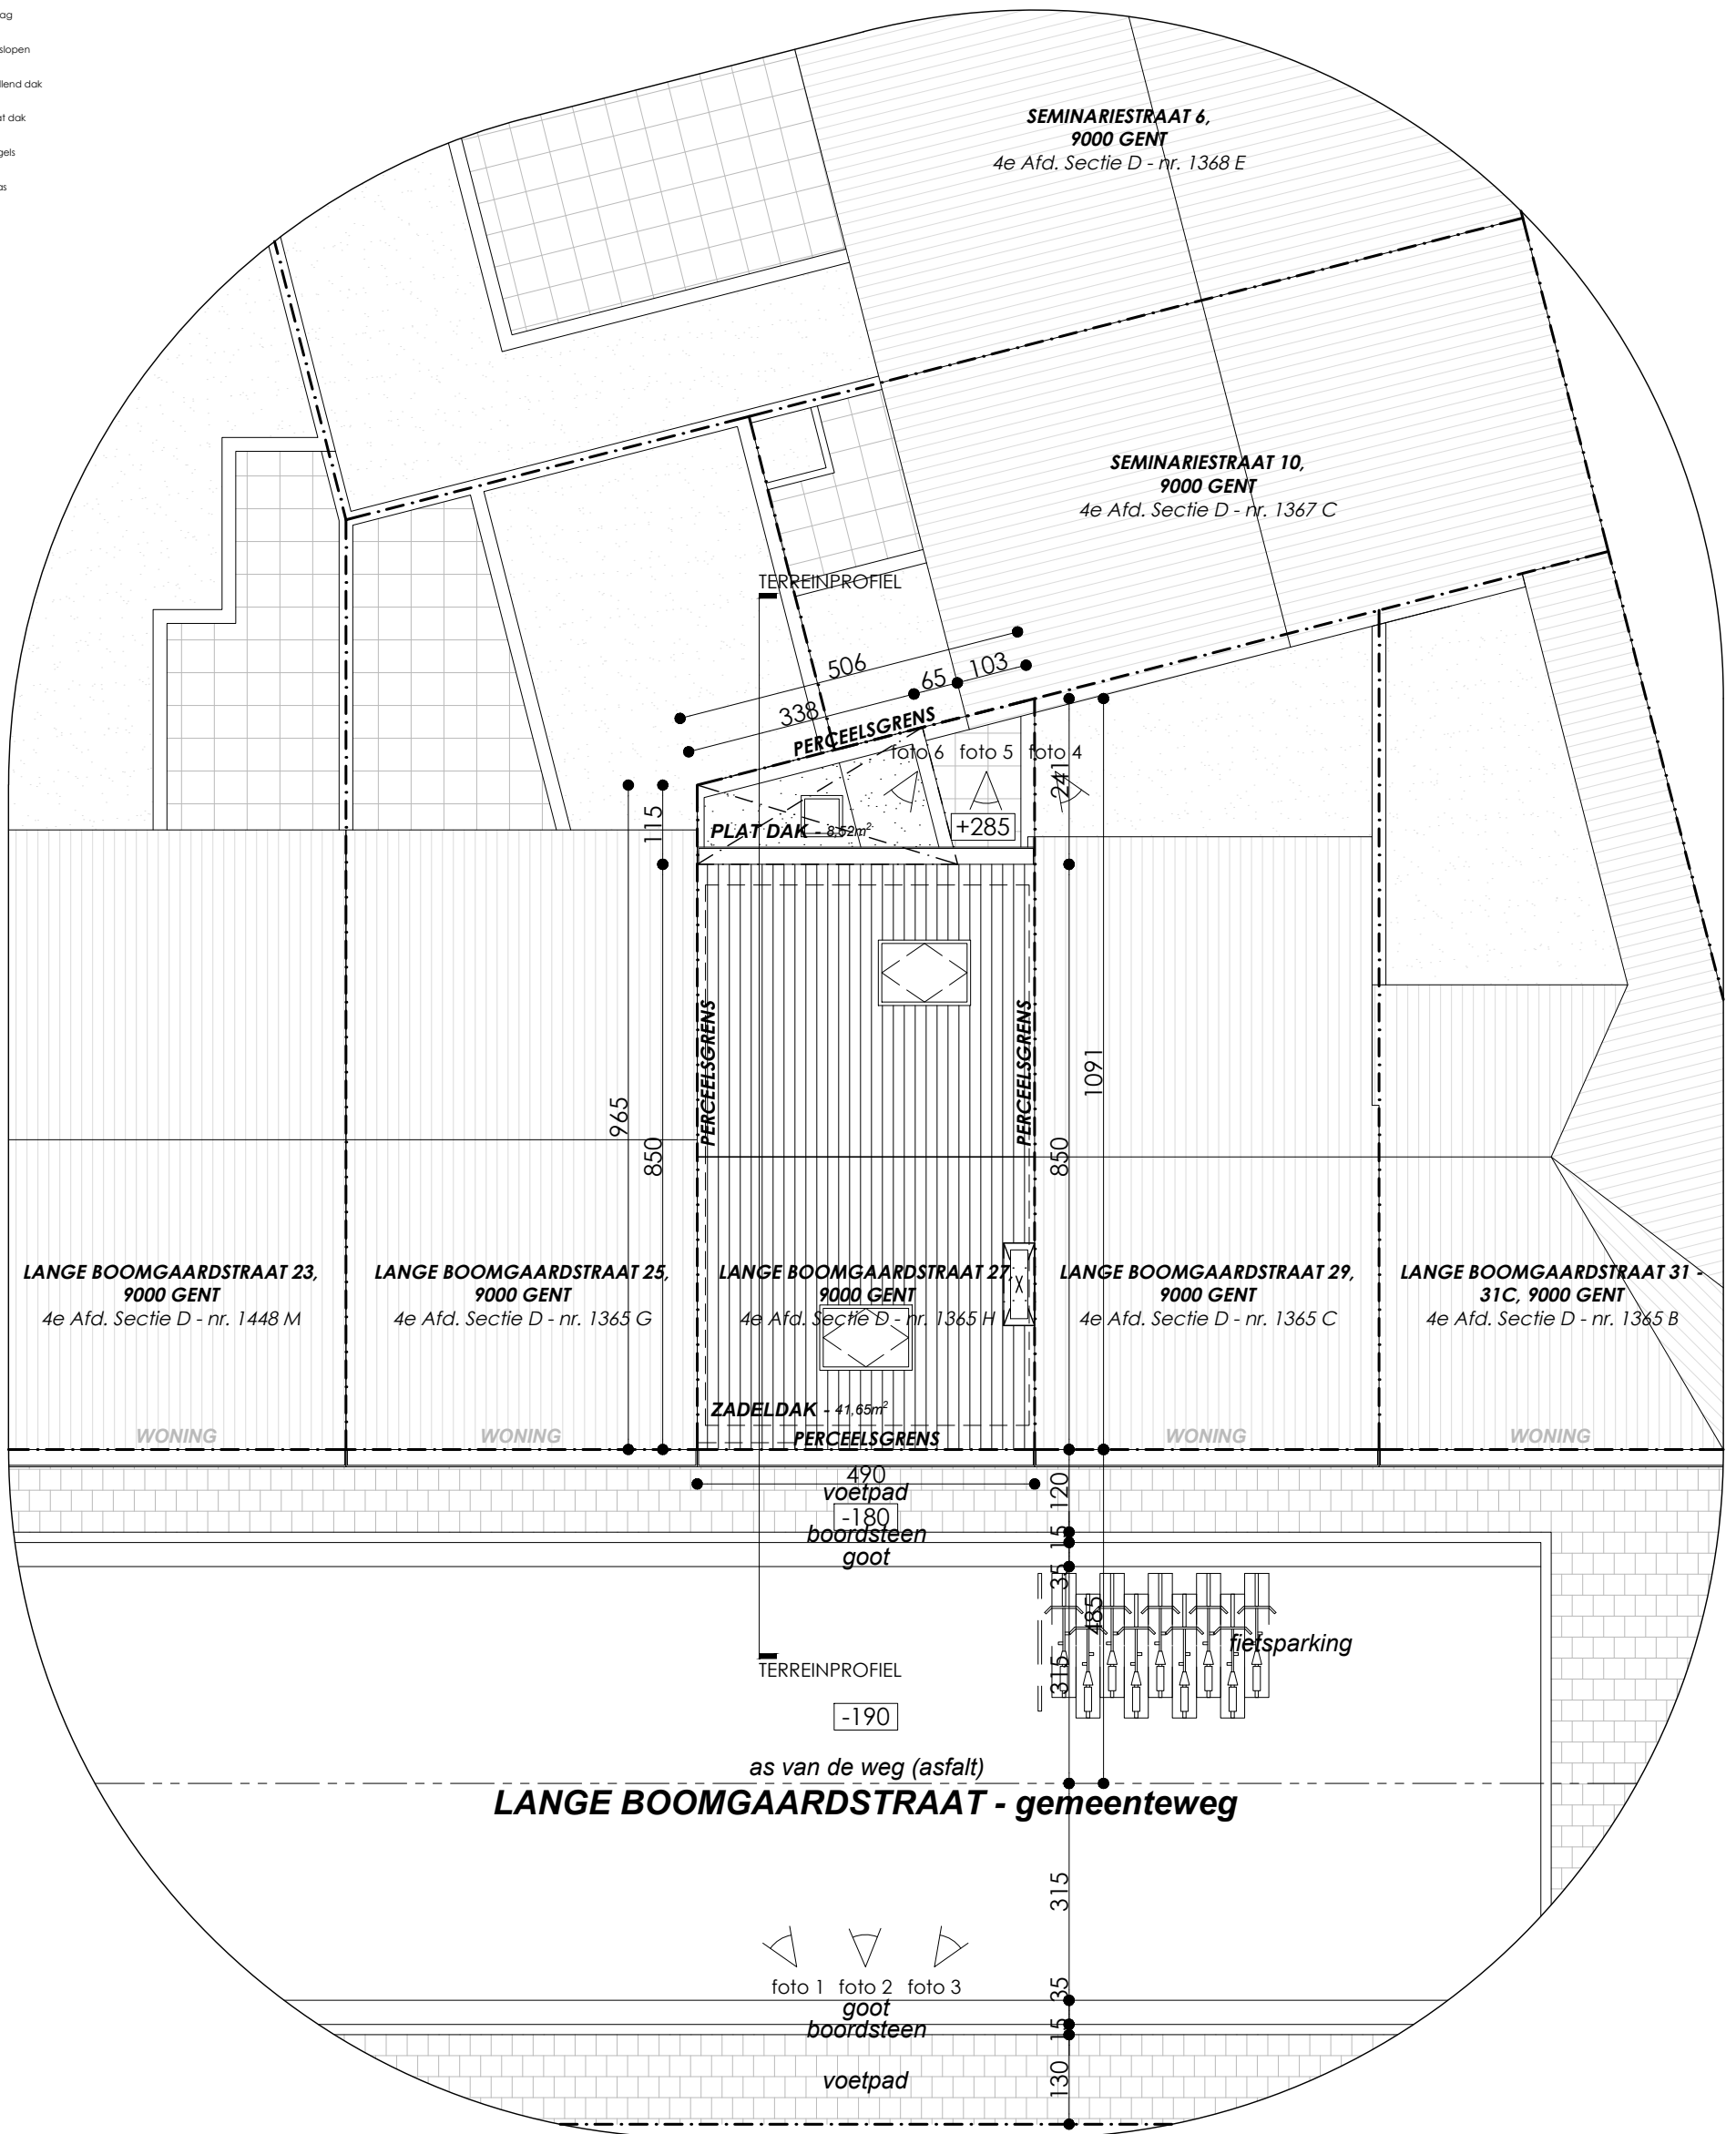 slopen
SEMINARIESTRAAT 6,
9000 GENT
4e Afd. Sectie D - nr. 1368 E
SEMINARIESTRAAT 10,
9000 GENT
4e Afd. Sectie D - nr. 1367 C
TERREINPROFIEL
506
65
103
338
PERCEELSGRENS
foto 6
foto 5
foto 4
241
115
PLAT DAK - 8,52m²
+285
PERCEELSGRENS
PERCEELSGRENS
965
850
850
1091
LANGE BOOMGAARDSTRAAT 23,
9000 GENT
4e Afd. Sectie D - nr. 1448 M
LANGE BOOMGAARDSTRAAT 25,
9000 GENT
4e Afd. Sectie D - nr. 1365 G
LANGE BOOMGAARDSTRAAT 27,
9000 GENT
4e Afd. Sectie D - nr. 1365 H
LANGE BOOMGAARDSTRAAT 29,
9000 GENT
4e Afd. Sectie D - nr. 1365 C
LANGE BOOMGAARDSTRAAT 31 -
31C, 9000 GENT
4e Afd. Sectie D - nr. 1365 B
ZADELDAK - 41,65m²
WONING
WONING
PERCEELSGRENS
WONING
WONING
490
voetpad
120
-180
boordsteen
15
goot
35
485
fietsparking
315
TERREINPROFIEL
-190
as van de weg (asfalt)
LANGE BOOMGAARDSTRAAT - gemeenteweg
315
foto 1
foto 2
foto 3
35
goot
boordsteen
15
voetpad
130